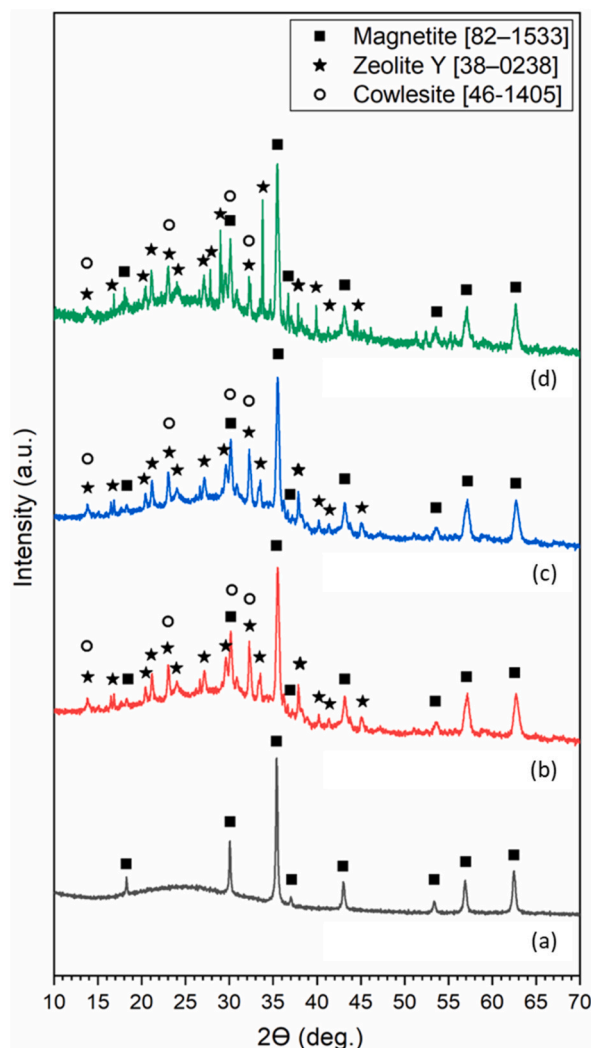 ■ Magnetite [82–1533]
★ Zeolite Y [38–0238]
○ Cowlesite [46-1405]
(d)
(c)
(b)
(a)
Intensity (a.u.)
10 15 20 25 30 35 40 45 50 55 60 65 70
2Θ (deg.)